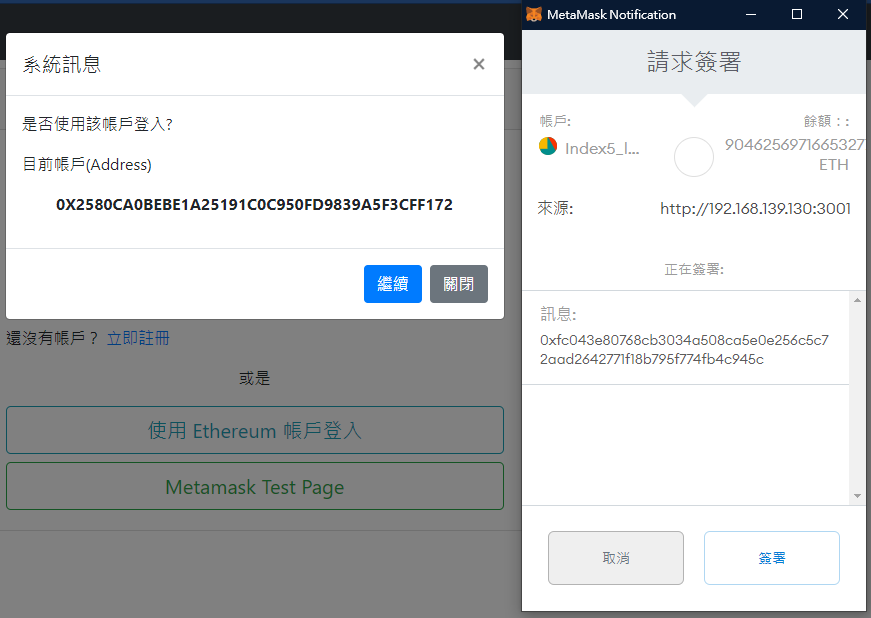 系統訊息
×
是否使用該帳戶登入?
目前帳戶(Address)
0X2580CA0BEBE1A25191C0C950FD9839A5F3CFF172
繼續
關閉
還沒有帳戶？ 立即註冊
或是
使用 Ethereum 帳戶登入
Metamask Test Page
MetaMask Notification
請求簽署
帳戶:
餘額：:
Index5_l...
9046256971665327
ETH
來源:
http://192.168.139.130:3001
正在簽署:
訊息:
0xfc043e80768cb3034a508ca5e0e256c5c7
2aad2642771f18b795f774fb4c945c
取消
簽署